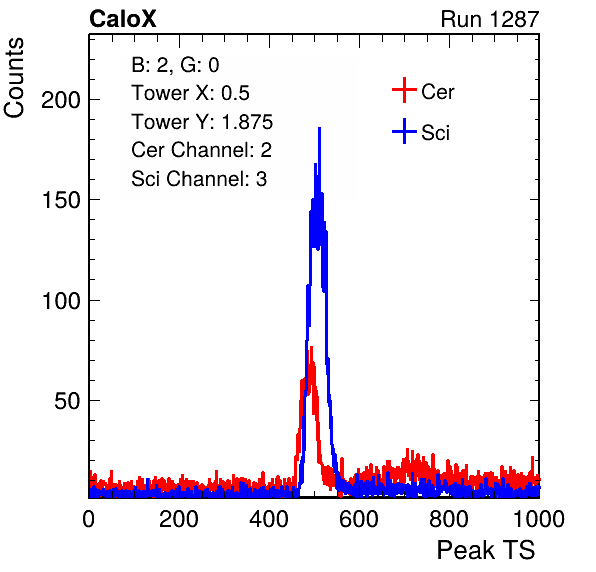 CaloX Run 1287
Counts
B: 2, G: 0
Tower X: 0.5
Tower Y: 1.875
Cer Channel: 2
Sci Channel: 3
Cer
Sci
200
150
100
50
0 200 400 600 800 1000
Peak TS